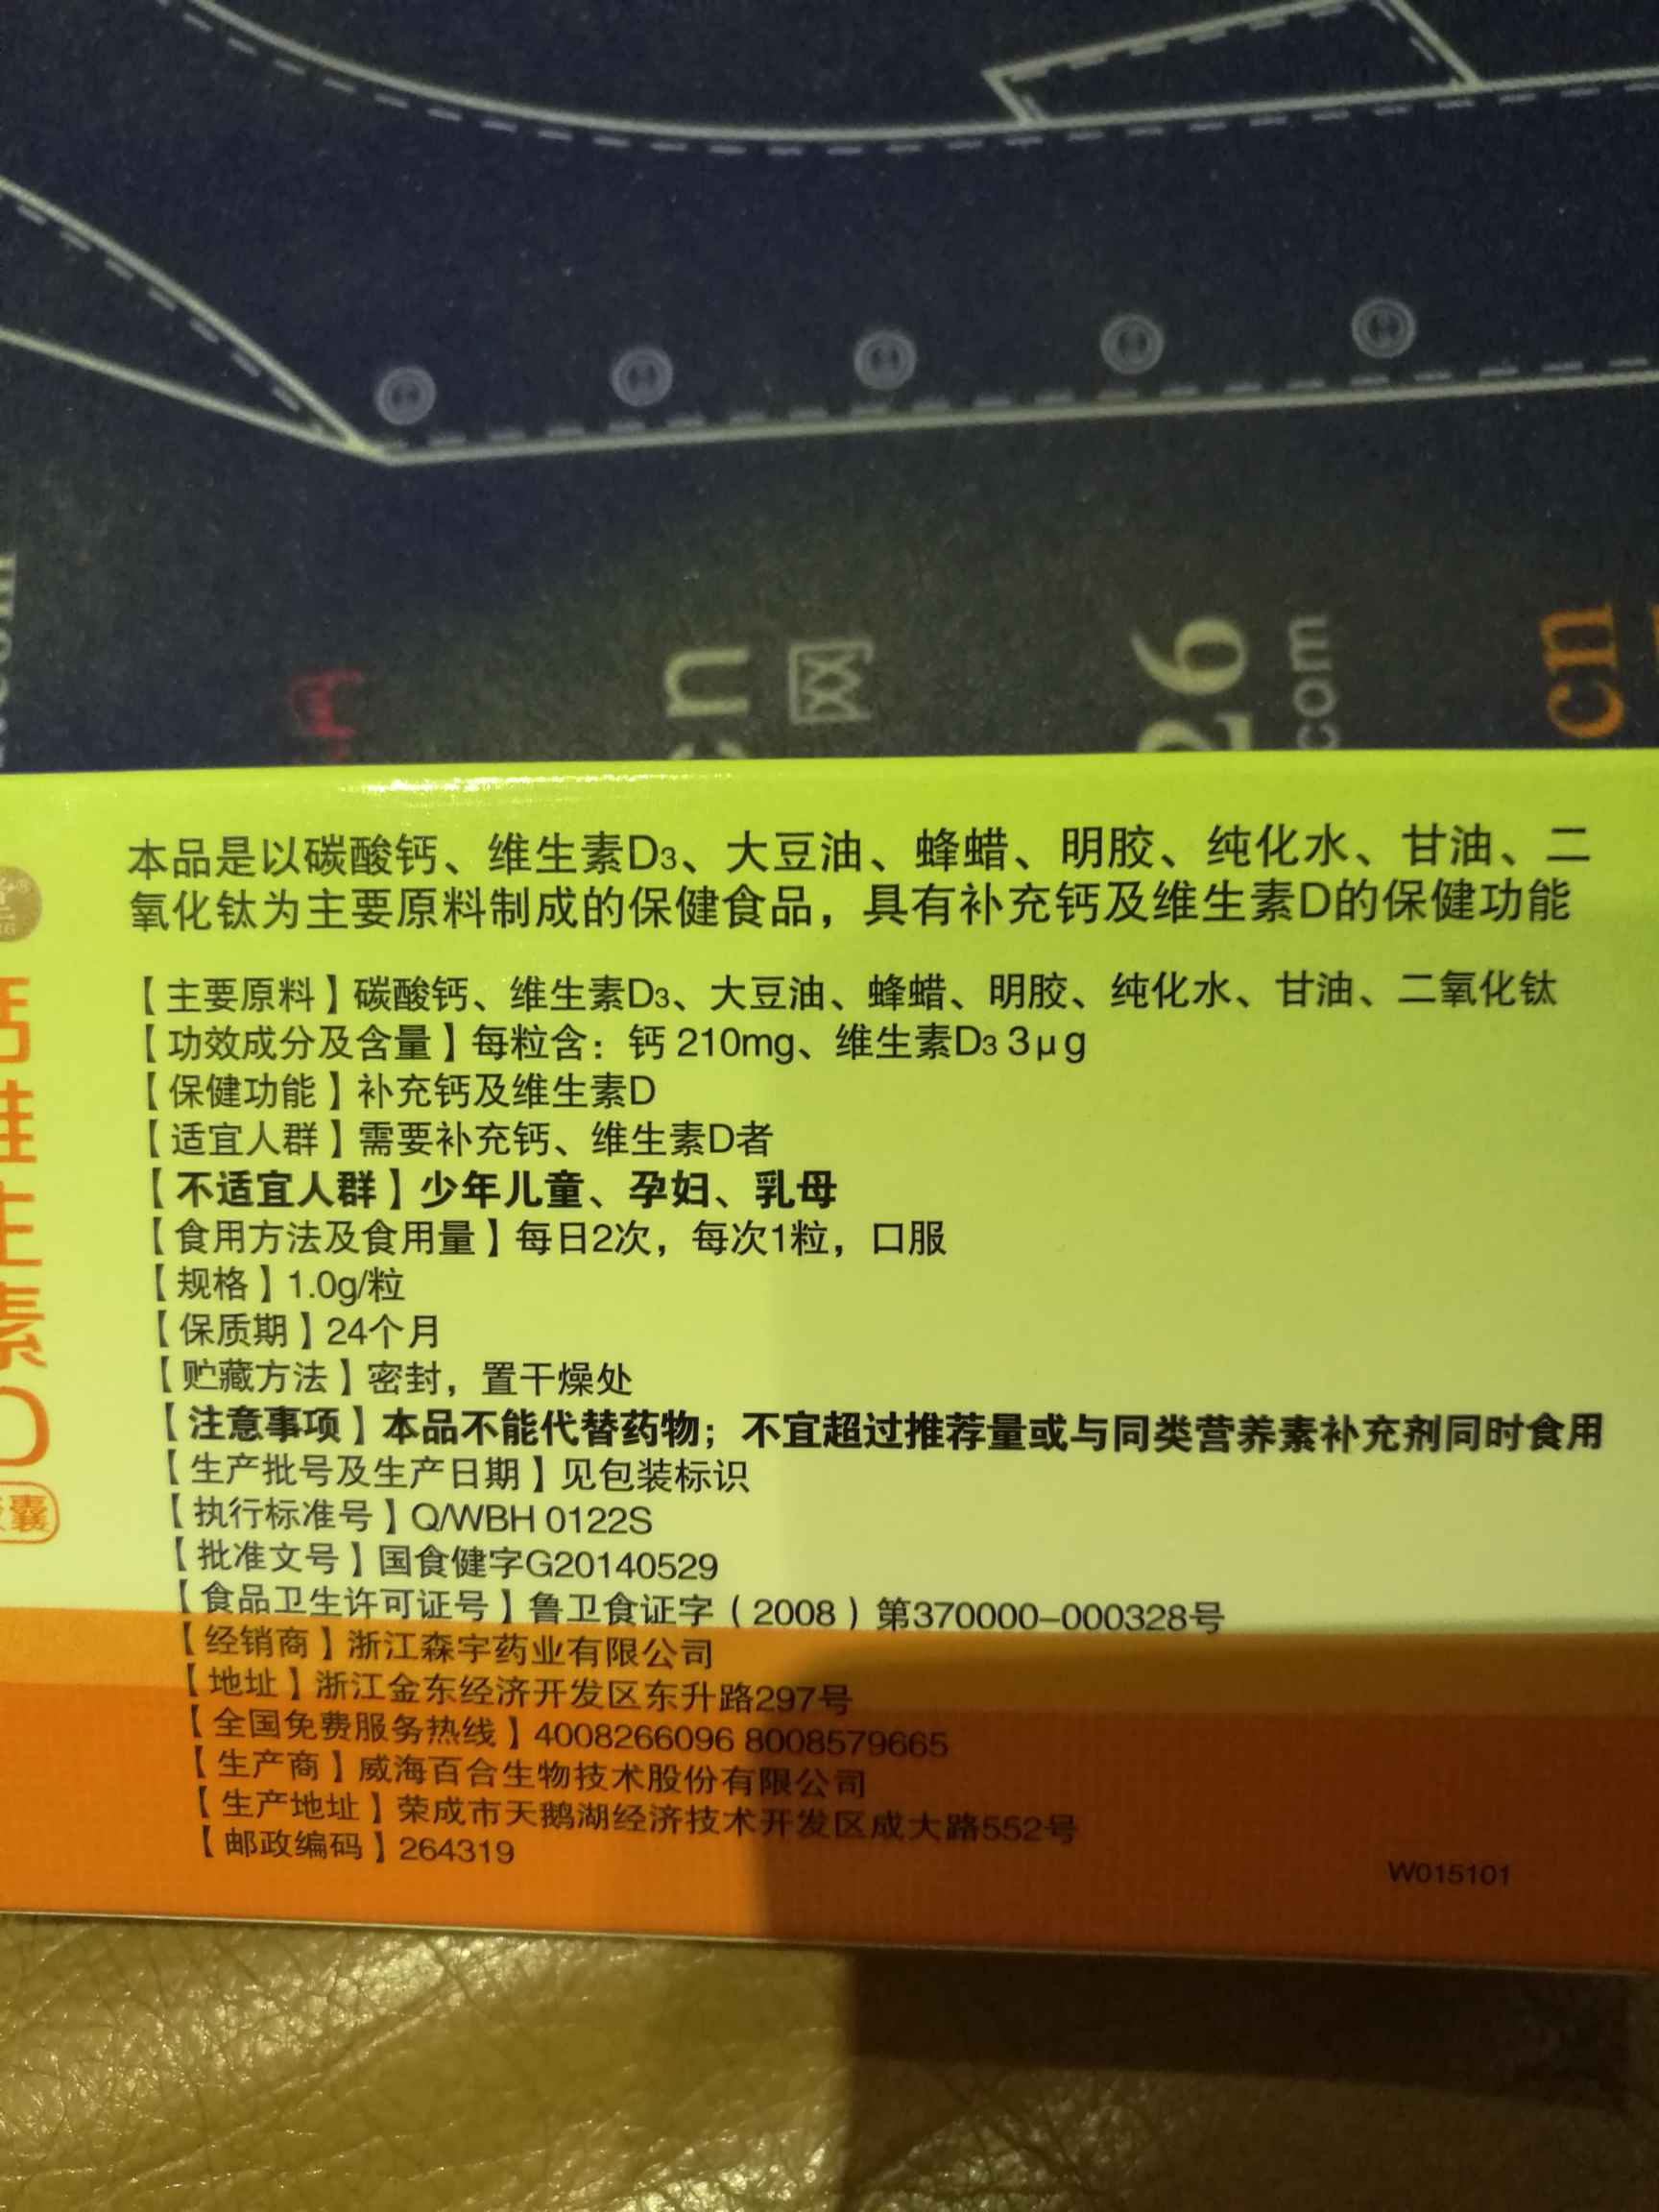 com
cn
网
26
com
cn
本品是以碳酸钙、维生素D3、大豆油、蜂蜡、明胶、纯化水、甘油、二
氧化钛为主要原料制成的保健食品，具有补充钙及维生素D的保健功能
【主要原料】碳酸钙、维生素D3、大豆油、蜂蜡、明胶、纯化水、甘油、二氧化钛
【功效成分及含量】每粒含：钙 210mg、维生素D3 3μg
【保健功能】补充钙及维生素D
【适宜人群】需要补充钙、维生素D者
【不适宜人群】少年儿童、孕妇、乳母
【食用方法及食用量】每日2次，每次1粒，口服
【规格】1.0g/粒
【保质期】24个月
【贮藏方法】密封，置干燥处
【注意事项】本品不能代替药物；不宜超过推荐量或与同类营养素补充剂同时食用
【生产批号及生产日期】见包装标识
【执行标准号】Q/WBH 0122S
【批准文号】国食健字G20140529
【食品卫生许可证号】鲁卫食证字（2008）第370000-000328号
【经销商】浙江森宇药业有限公司
【地址】浙江金东经济开发区东升路297号
【全国免费服务热线】4008266096 8008579665
【生产商】威海百合生物技术股份有限公司
【生产地址】荣成市天鹅湖经济技术开发区成大路552号
【邮政编码】264319
W015101
钙维生素D
胶囊